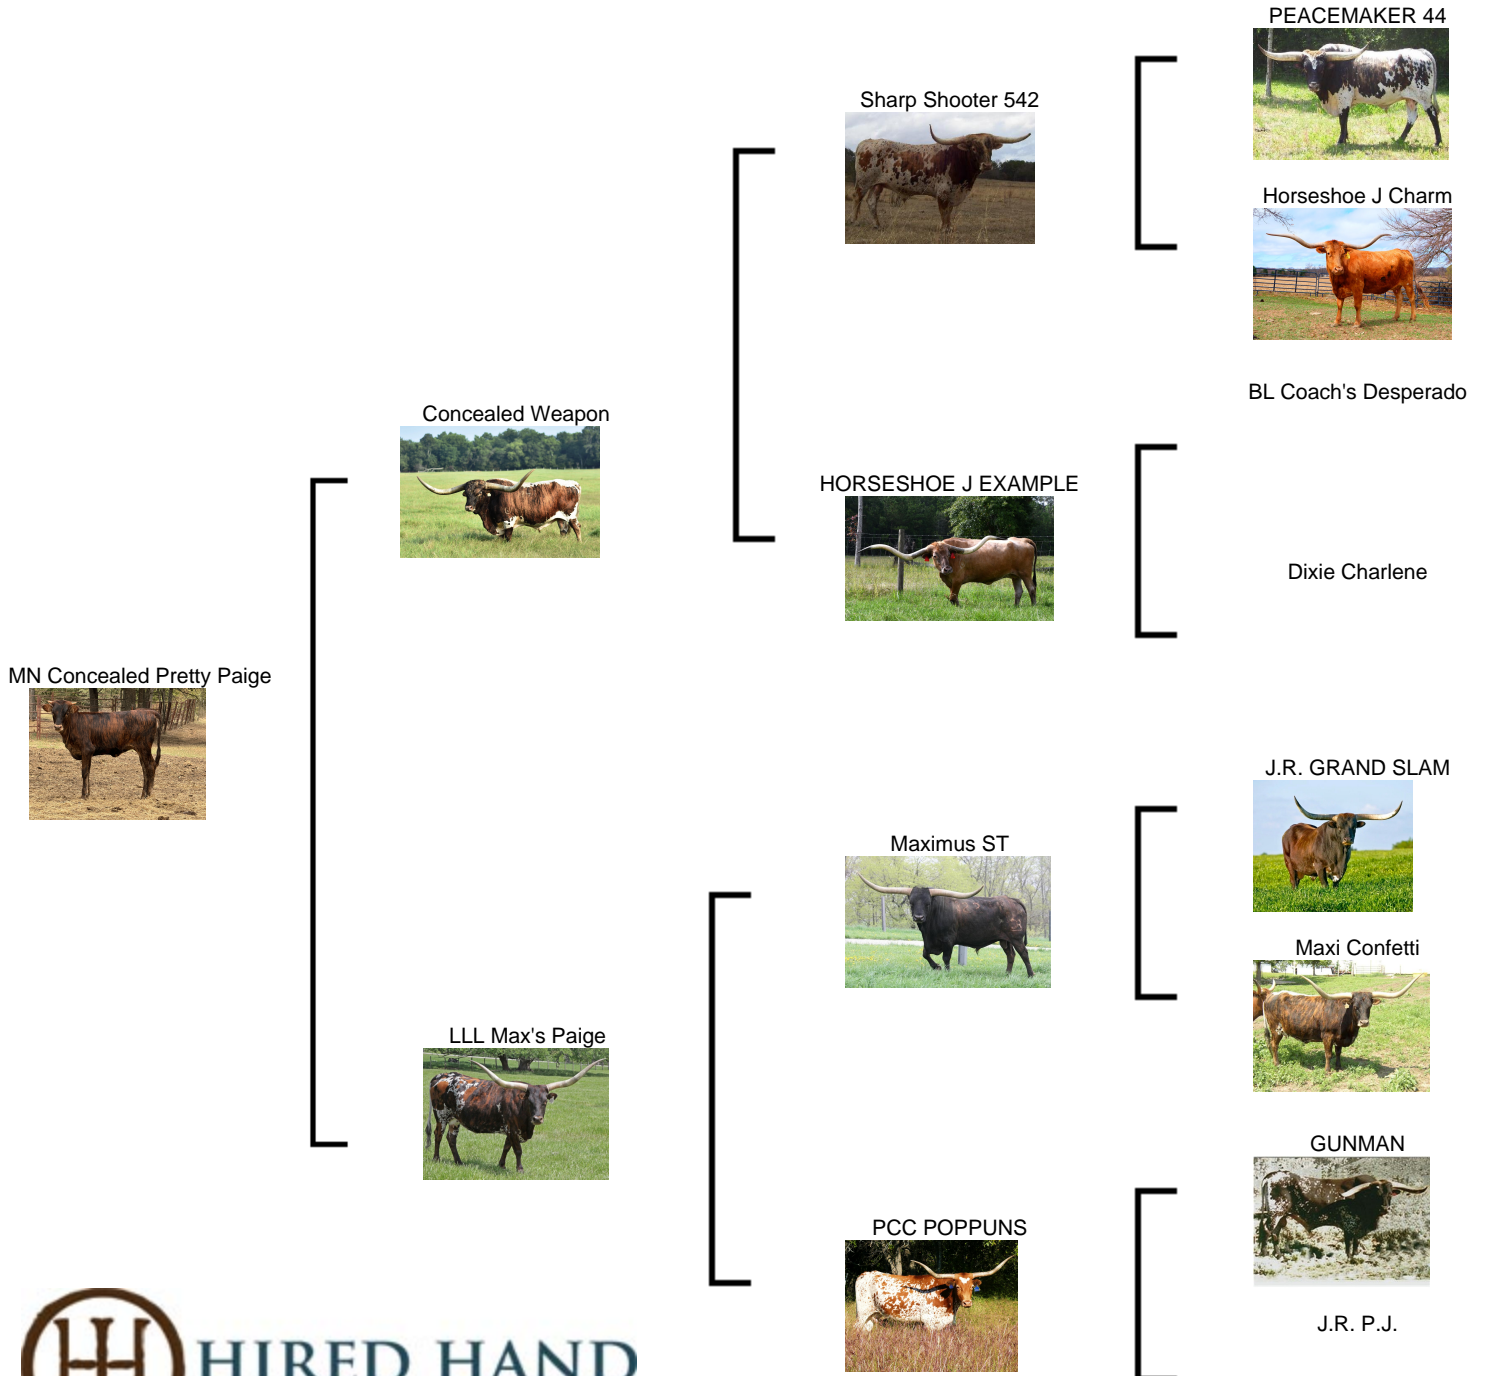 PEACEMAKER 44
Sharp Shooter 542
Horseshoe J Charm
BL Coach's Desperado
Concealed Weapon
HORSESHOE J EXAMPLE
Dixie Charlene
MN Concealed Pretty Paige
J.R. GRAND SLAM
Maximus ST
Maxi Confetti
LLL Max's Paige
GUNMAN
PCC POPPUNS
J.R. P.J.
HIRED HAND